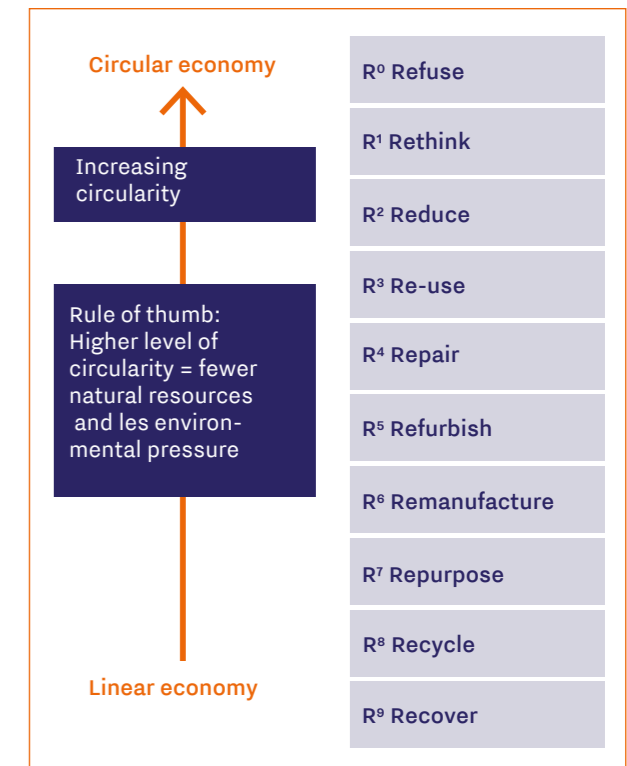 Circular economy
Increasing
circularity
Rule of thumb:
Higher level of
circularity = fewer
natural resources
and les environ-
mental pressure
Linear economy
R⁰ Refuse
R¹ Rethink
R² Reduce
R³ Re-use
R⁴ Repair
R⁵ Refurbish
R⁶ Remanufacture
R⁷ Repurpose
R⁸ Recycle
R⁹ Recover